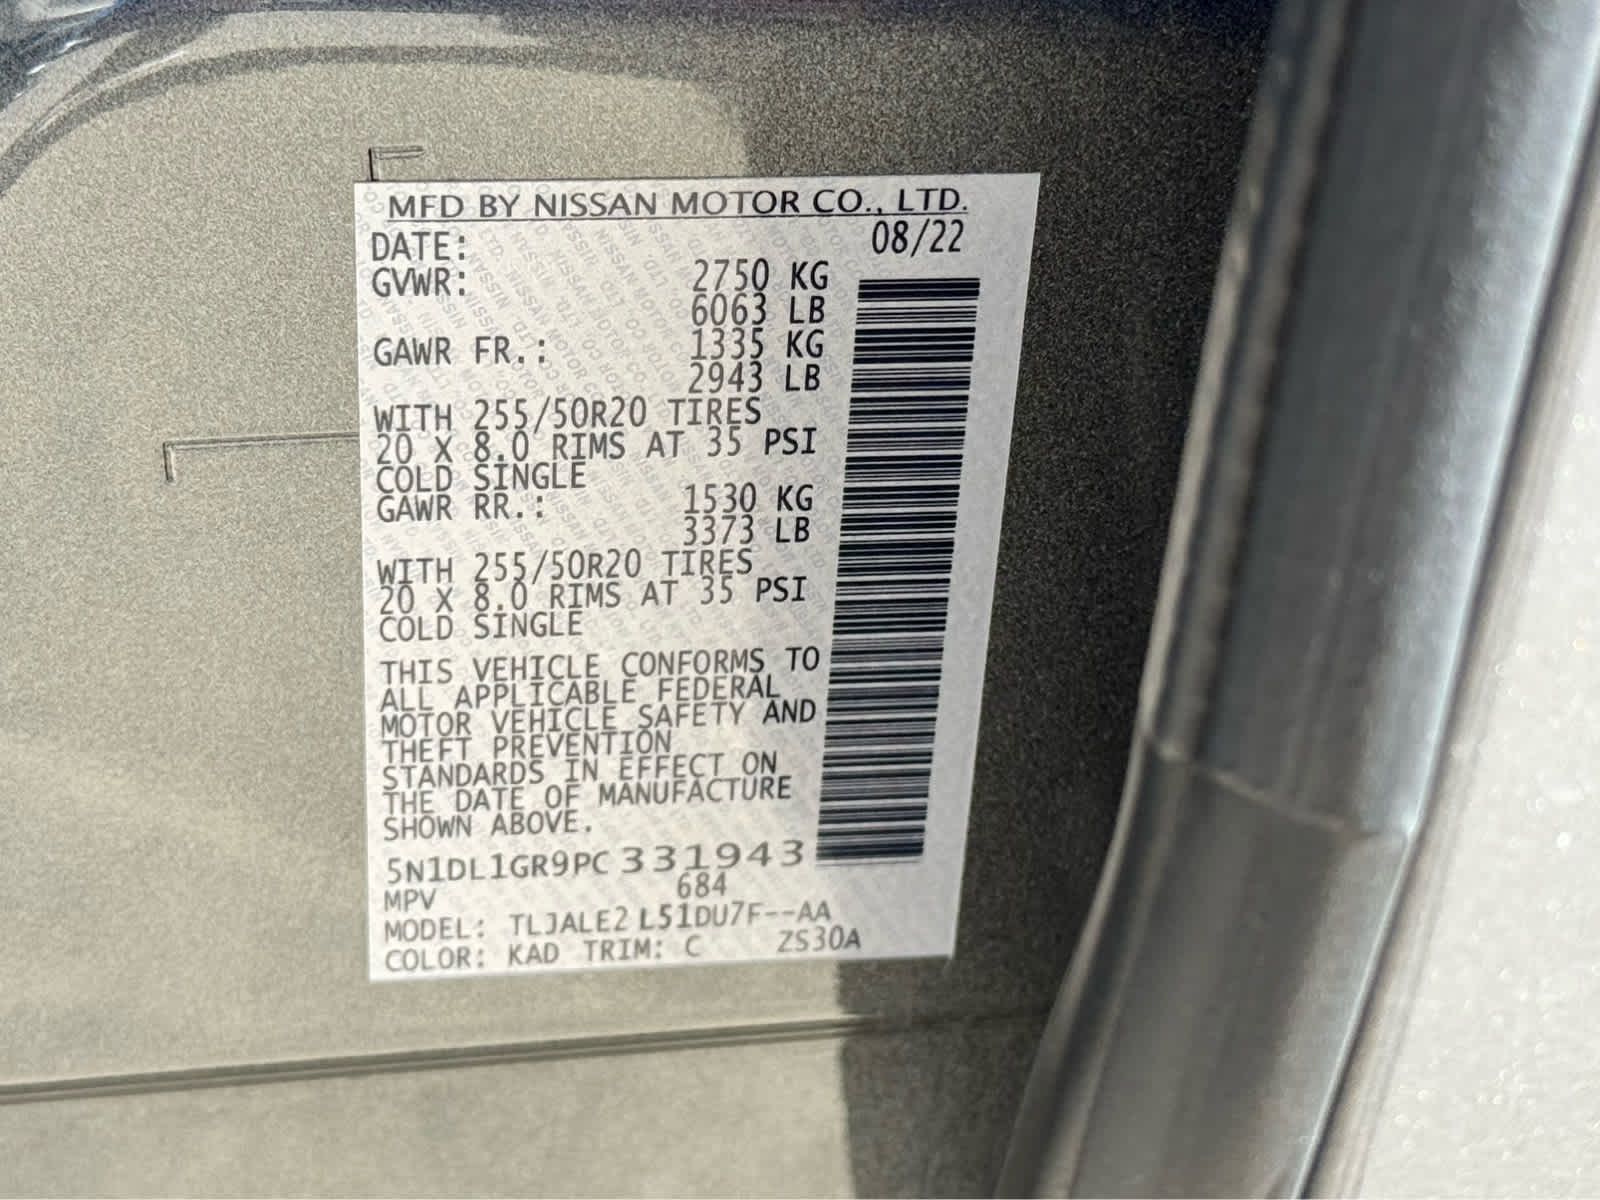 MFD BY NISSAN MOTOR CO., LTD.
DATE: 08/22
GVWR: 2750 KG
6063 LB
GAWR FR.: 1335 KG
2943 LB
WITH 255/50R20 TIRES
20 X 8.0 RIMS AT 35 PSI
COLD SINGLE
GAWR RR.: 1530 KG
3373 LB
WITH 255/50R20 TIRES
20 X 8.0 RIMS AT 35 PSI
COLD SINGLE
THIS VEHICLE CONFORMS TO
ALL APPLICABLE FEDERAL
MOTOR VEHICLE SAFETY AND
THEFT PREVENTION
STANDARDS IN EFFECT ON
THE DATE OF MANUFACTURE
SHOWN ABOVE.
5N1DL1GR9PC 331943
MPV 684
MODEL: TLJALE2 L51DU7F--AA
COLOR: KAD TRIM: C ZS30A